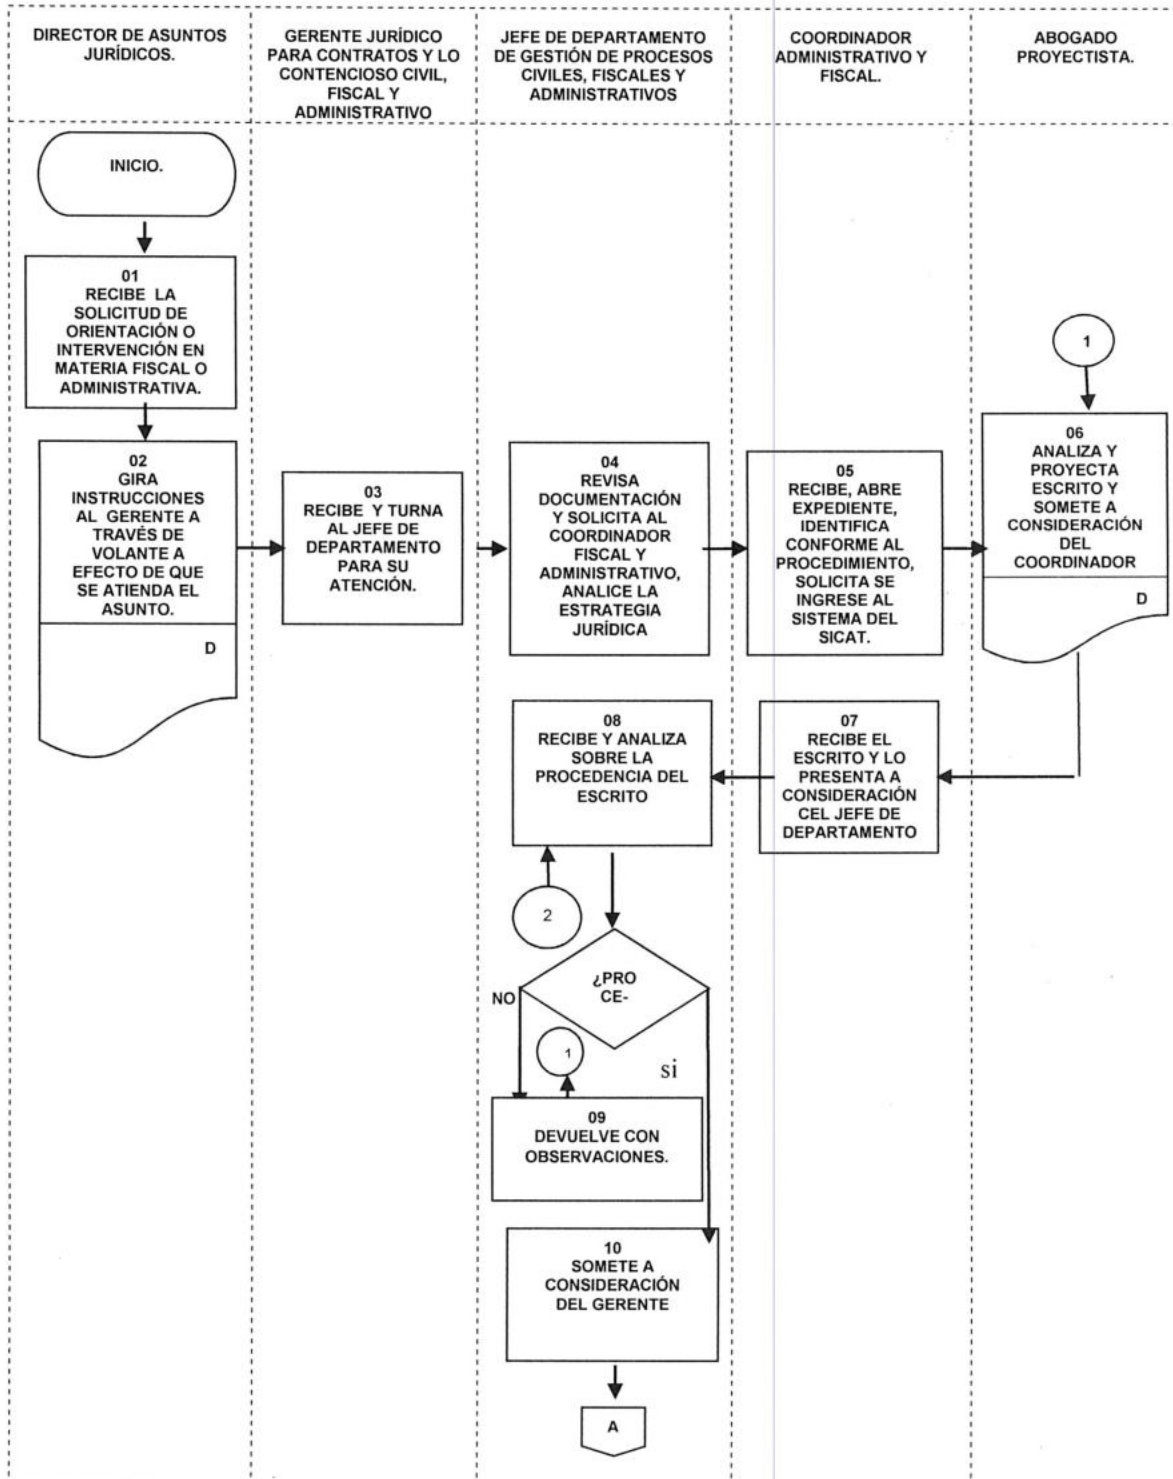 DIRECTOR DE ASUNTOS
JURÍDICOS.
GERENTE JURÍDICO
PARA CONTRATOS Y LO
CONTENCIOSO CIVIL,
FISCAL Y
ADMINISTRATIVO
JEFE DE DEPARTAMENTO
DE GESTIÓN DE PROCESOS
CIVILES, FISCALES Y
ADMINISTRATIVOS
COORDINADOR
ADMINISTRATIVO Y
FISCAL.
ABOGADO
PROYECTISTA.
INICIO.
01
RECIBE LA
SOLICITUD DE
ORIENTACIÓN O
INTERVENCIÓN EN
MATERIA FISCAL O
ADMINISTRATIVA.
02
GIRA
INSTRUCCIONES
AL GERENTE A
TRAVÉS DE
VOLANTE A
EFECTO DE QUE
SE ATIENDA EL
ASUNTO.
D
03
RECIBE Y TURNA
AL JEFE DE
DEPARTAMENTO
PARA SU
ATENCIÓN.
04
REVISA
DOCUMENTACIÓN
Y SOLICITA AL
COORDINADOR
FISCAL Y
ADMINISTRATIVO,
ANALICE LA
ESTRATEGIA
JURÍDICA
05
RECIBE, ABRE
EXPEDIENTE,
IDENTIFICA
CONFORME AL
PROCEDIMIENTO,
SOLICITA SE
INGRESE AL
SISTEMA DEL
SICAT.
1
06
ANALIZA Y
PROYECTA
ESCRITO Y
SOMETE A
CONSIDERACIÓN
DEL
COORDINADOR
D
07
RECIBE EL
ESCRITO Y LO
PRESENTA A
CONSIDERACIÓN
CEL JEFE DE
DEPARTAMENTO
08
RECIBE Y ANALIZA
SOBRE LA
PROCEDENCIA DEL
ESCRITO
2
¿PRO
CE-
NO
1
si
09
DEVUELVE CON
OBSERVACIONES.
10
SOMETE A
CONSIDERACIÓN
DEL GERENTE
A